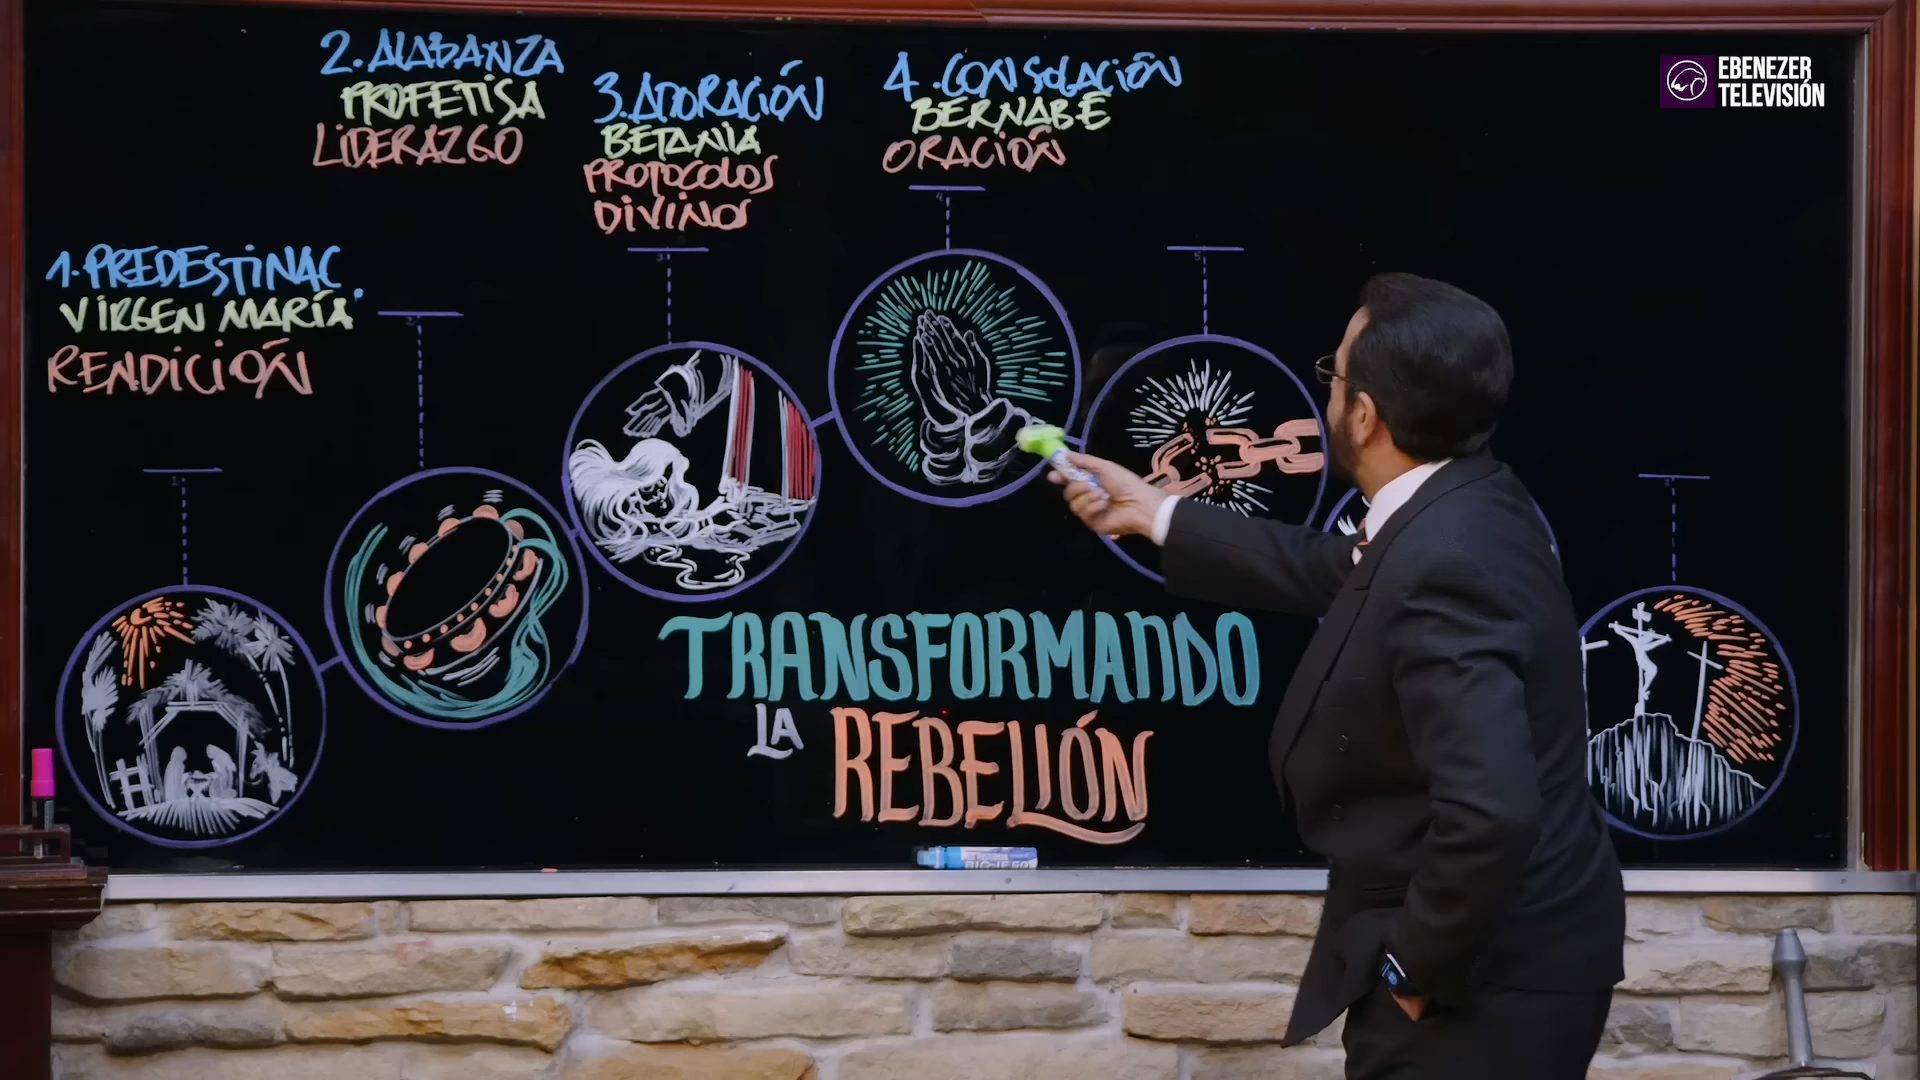 2. ALABANZA
PROFETISA
LIDERAZGO
3. ADORACIÓN
BETANIA
PROTOCOLOS
DIVINOS
4. CONSOLACIÓN
BERNABÉ
ORACIÓN
EBENEZER
TELEVISIÓN
1. PREDESTINAC.
VIRGEN MARÍA
RENDICIÓN
TRANSFORMANDO
LA REBELIÓN